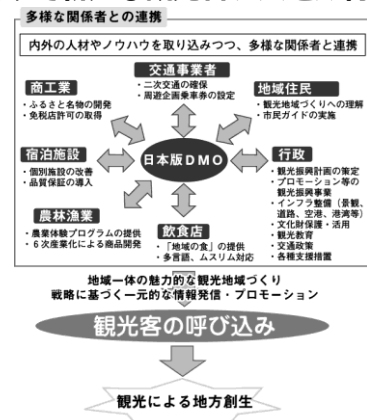 多様な関係者との連携
内外の人材やノウハウを取り込みつつ、多様な関係者と連携
交通事業者
・二次交通の確保
・周遊企画乗車券の設定
商工業
・ふるさと名物の開発
・免税店許可の取得
地域住民
・観光地域づくりへの理解
・市民ガイドの実施
宿泊施設
・個別施設の改善
・品質保証の導入
日本版DMO
行政
・観光振興計画の策定
・プロモーション等の
観光振興事業
・インフラ整備（景観、
道路、空港、港湾等）
・文化財保護・活用
・観光教育
・交通政策
・各種支援措置
農林漁業
・農業体験プログラムの提供
・６次産業化による商品開発
飲食店
・「地域の食」の提供
・多言語、ムスリム対応
地域一体の魅力的な観光地域づくり
戦略に基づく一元的な情報発信・プロモーション
観光客の呼び込み
観光による地方創生